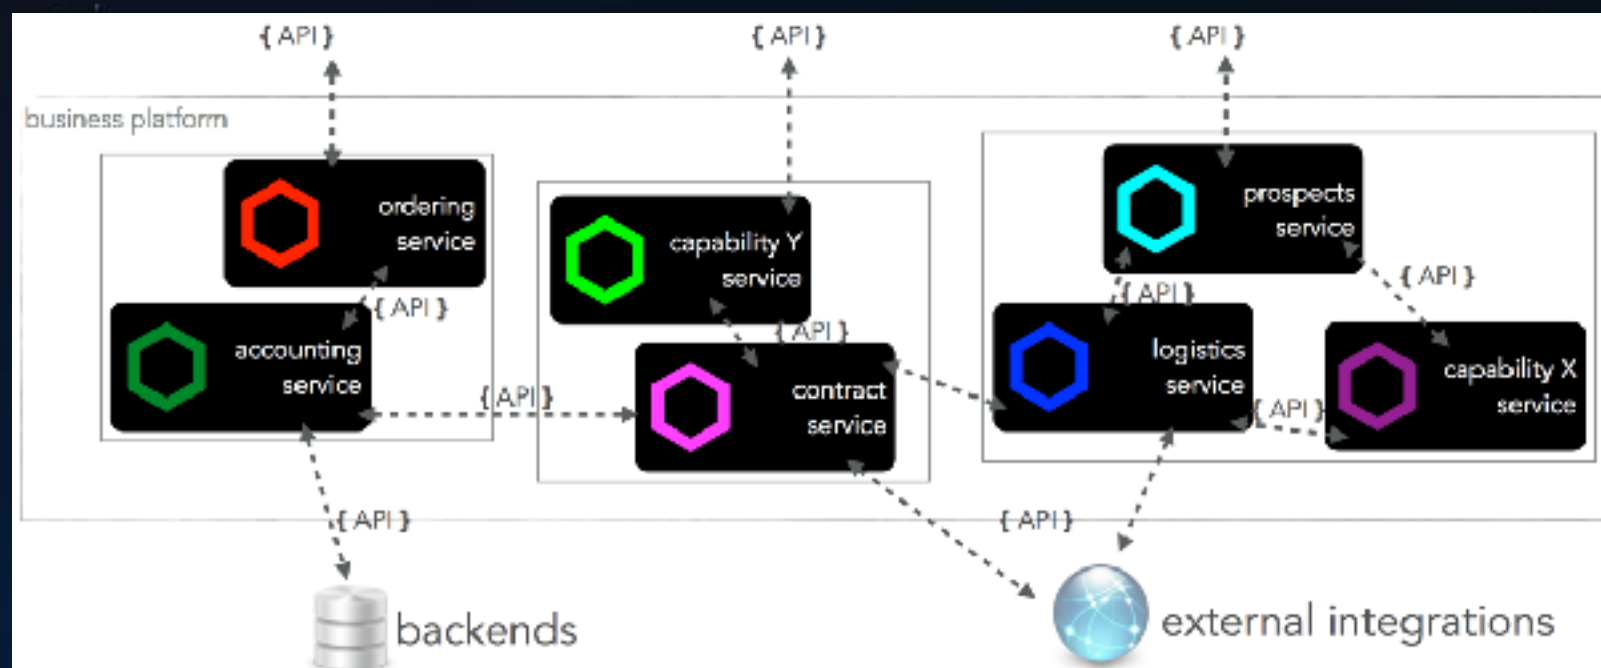 { API }
{ API }
{ API }
business platform
ordering
service
{ API }
accounting
service
{ API }
capability Y
service
{ API }
contract
service
prospects
service
{ API }
{ API }
logistics
service
{ API }
capability X
service
{ API }
{ API }
backends
external integrations